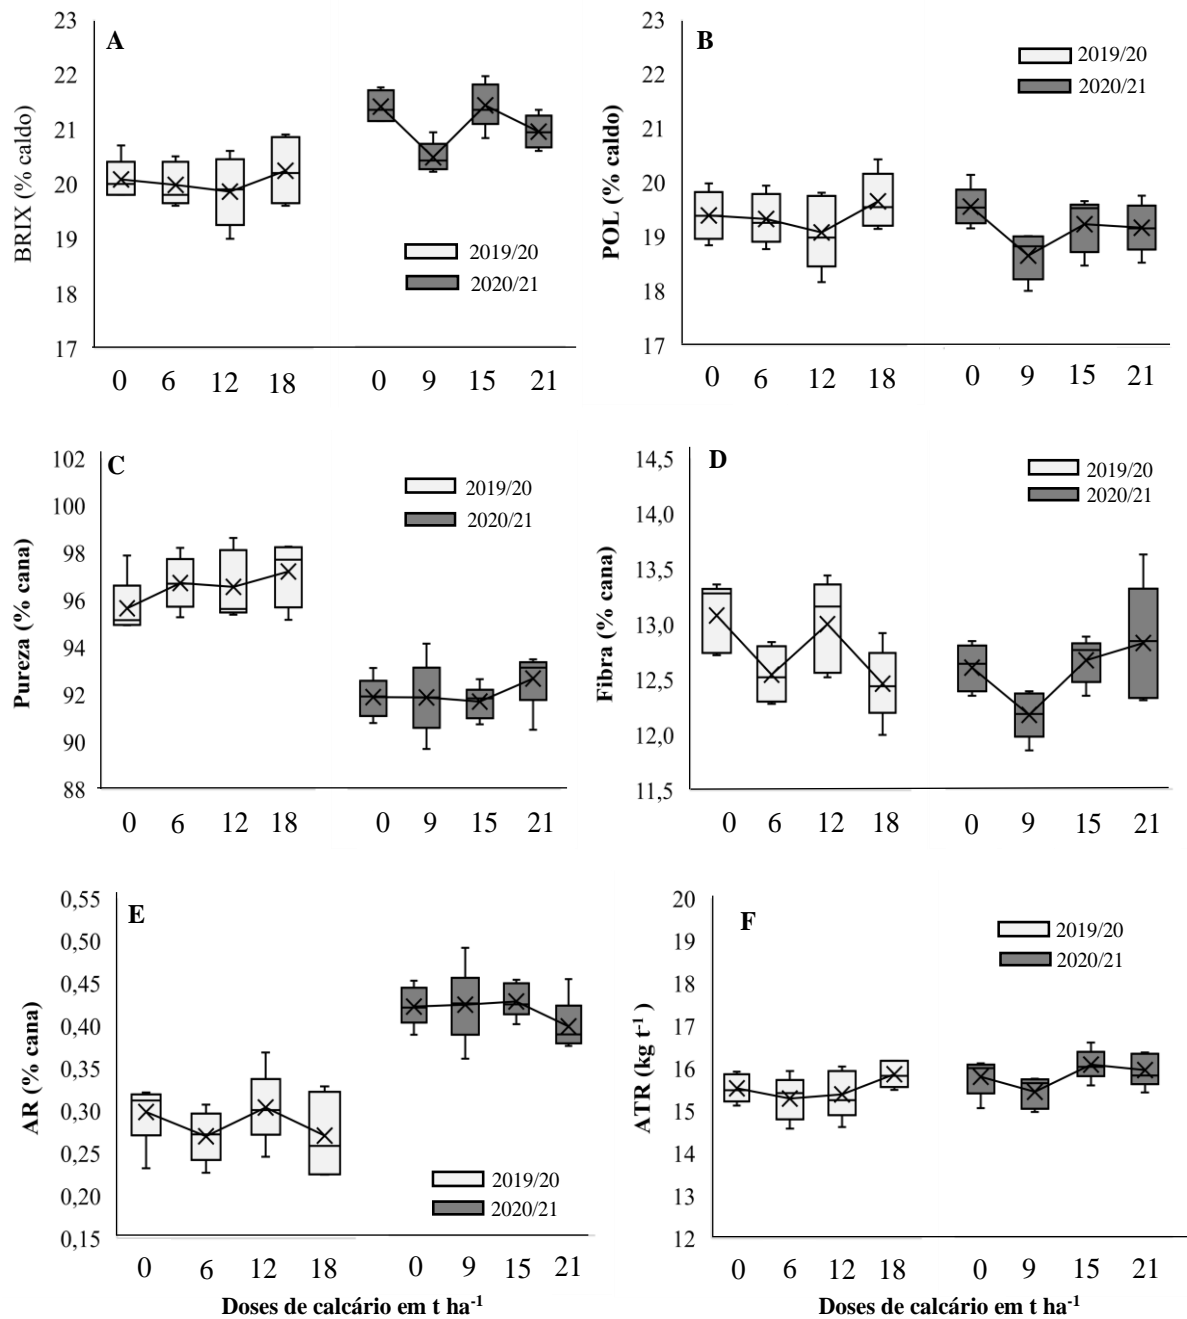 A
BRIX (% caldo)
23
22
21
20
19
18
17
2019/20
2020/21
0 6 12 18 0 9 15 21
B
POL (% caldo)
23
22
21
20
19
18
17
2019/20
2020/21
0 6 12 18 0 9 15 21
C
Pureza (% cana)
102
100
98
96
94
92
90
88
2019/20
2020/21
0 6 12 18 0 9 15 21
D
Fibra (% cana)
14,5
14,0
13,5
13,0
12,5
12,0
11,5
2019/20
2020/21
0 6 12 18 0 9 15 21
E
AR (% cana)
0,55
0,50
0,45
0,40
0,35
0,30
0,25
0,20
0,15
2019/20
2020/21
0 6 12 18 0 9 15 21
Doses de calcário em t ha⁻¹
F
ATR (kg t⁻¹ )
20
19
18
17
16
15
14
13
12
2019/20
2020/21
0 6 12 18 0 9 15 21
Doses de calcário em t ha⁻¹